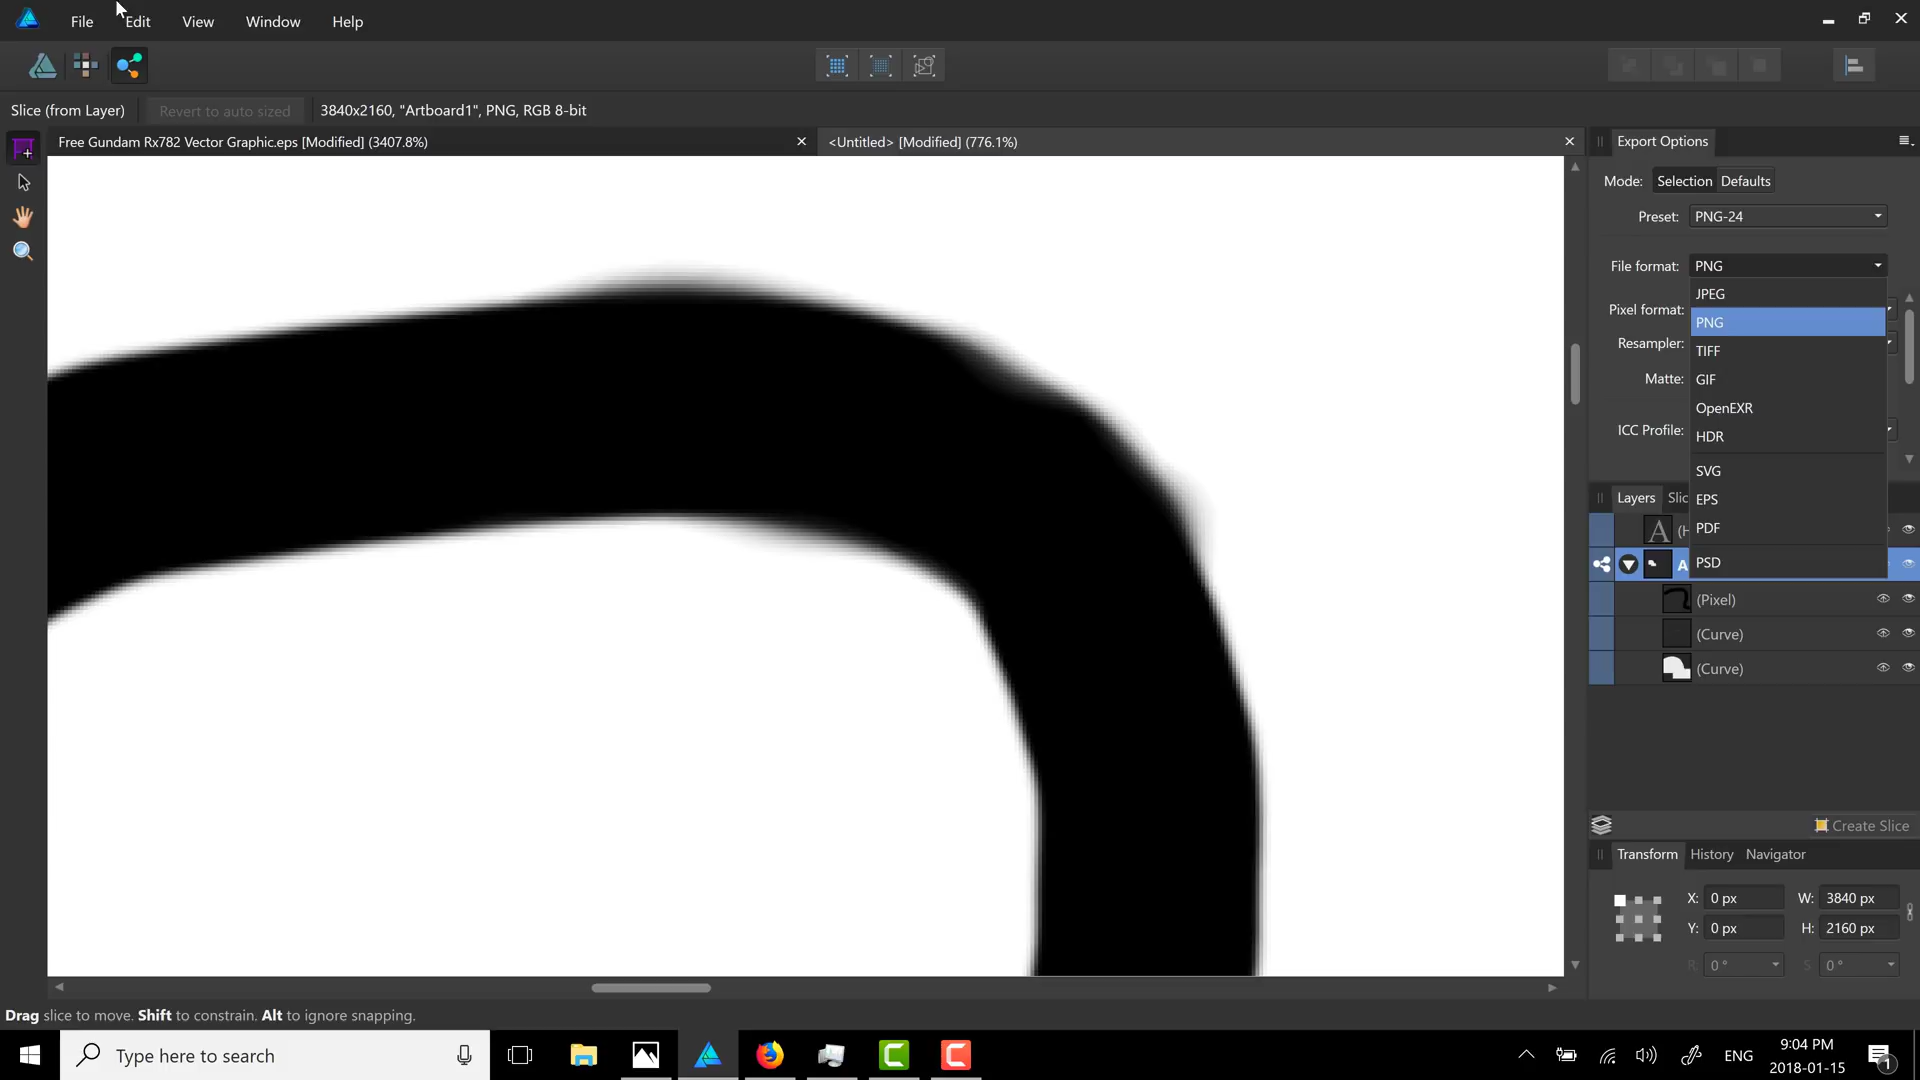 File Edit View Window Help
Slice (from Layer) Revert to auto sized 3840x2160, "Artboard1", PNG, RGB 8-bit
Free Gundam Rx782 Vector Graphic.eps [Modified] (3407.8%)
<Untitled> [Modified] (776.1%)
Export Options
Mode: Selection Defaults
Preset: PNG-24
File format: PNG
JPEG
Pixel format:
PNG
Resampler:
TIFF
Matte:
GIF
OpenEXR
ICC Profile:
HDR
SVG
EPS
PDF
PSD
Layers Slic
A (H
A
(Pixel)
(Curve)
(Curve)
Create Slice
Transform History Navigator
X: 0 px W: 3840 px
Y: 0 px H: 2160 px
R: 0 ° S: 0 °
Drag slice to move. Shift to constrain. Alt to ignore snapping.
Type here to search
ENG
9:04 PM
2018-01-15
1